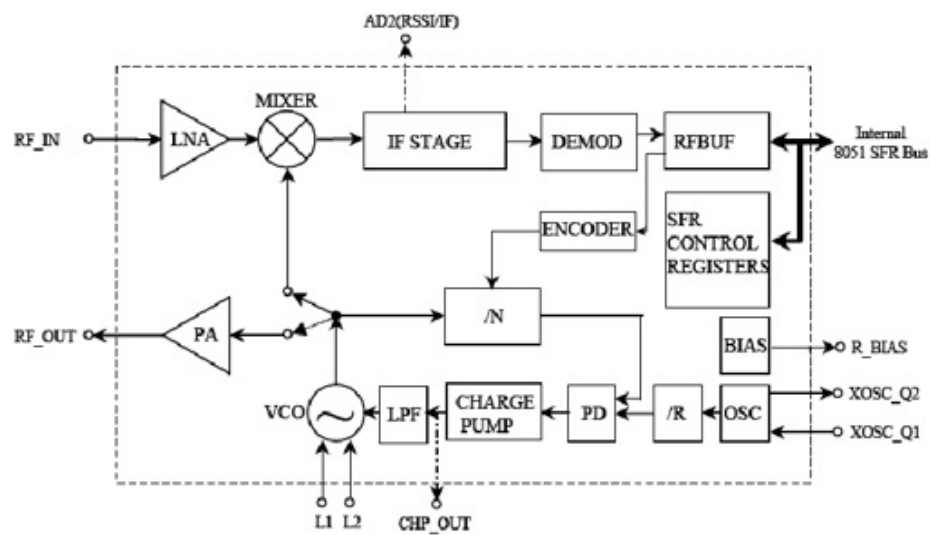 AD2(RSSI/IF)
MIXER
RF_IN
LNA
IF STAGE
DEMOD
RFBUF
Internal
8051 SFR Bus
ENCODER
SFR
CONTROL
REGISTERS
/N
RF_OUT
PA
BIAS
R_BIAS
VCO
LPF
CHARGE
PUMP
PD
/R
OSC
XOSC_Q2
XOSC_Q1
L1
L2
CHP_OUT